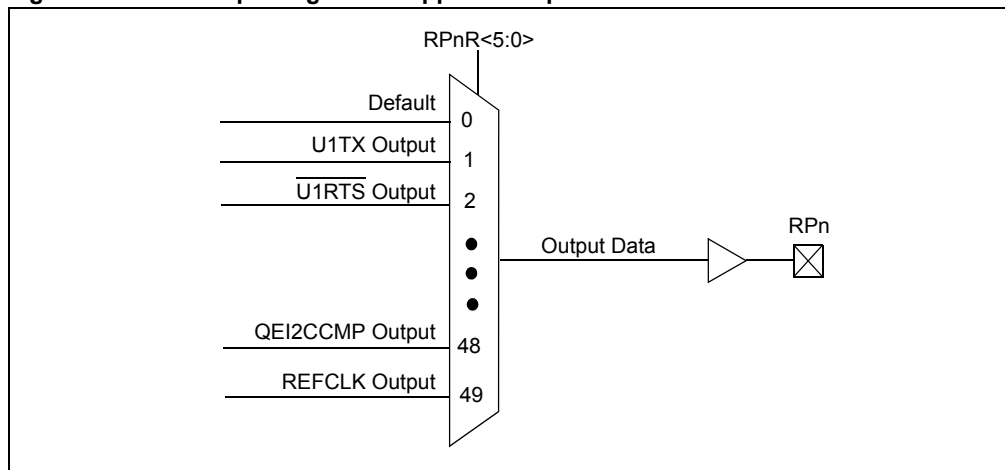 RPnR<5:0>
Default
0
U1TX Output
1
U1RTS Output
2
Output Data
RPn
QEI2CCMP Output
48
REFCLK Output
49